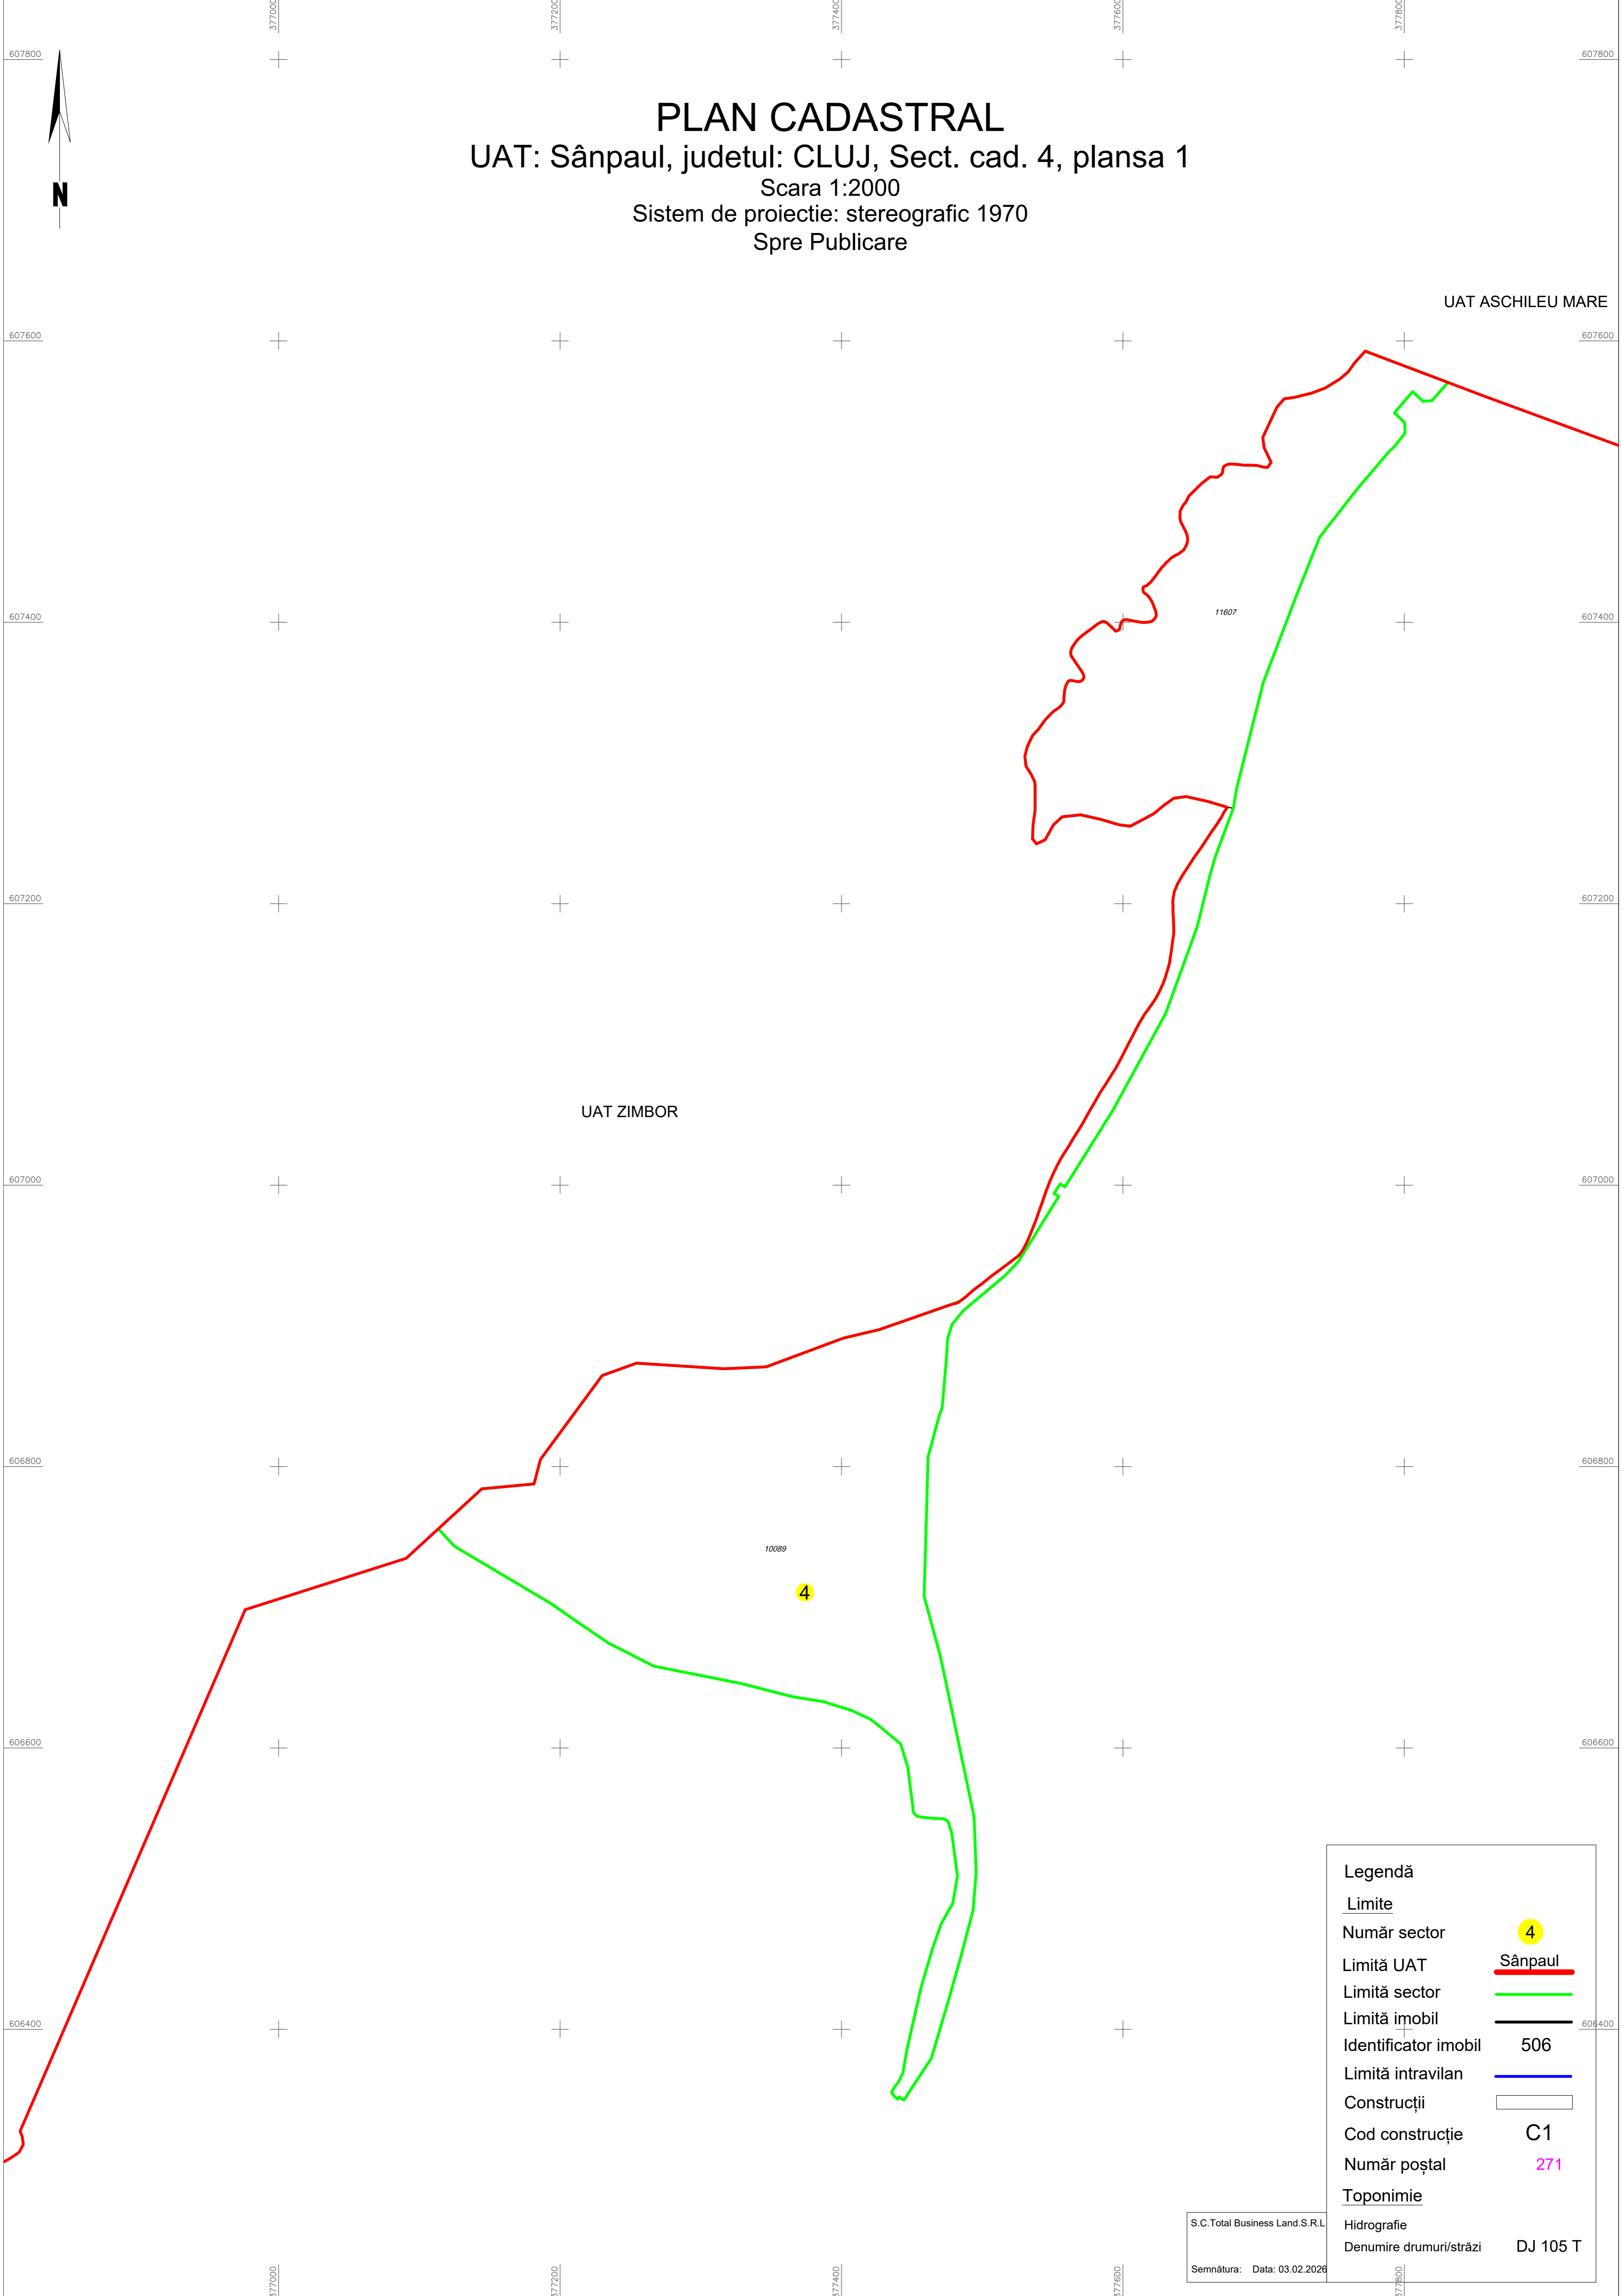 377000
377200
377400
377600
377800
607800
607800
N
PLAN CADASTRAL
UAT: Sânpaul, judetul: CLUJ, Sect. cad. 4, plansa 1
Scara 1:2000
Sistem de proiectie: stereografic 1970
Spre Publicare
UAT ASCHILEU MARE
607600
607600
11607
607400
607400
607200
607200
UAT ZIMBOR
607000
607000
606800
606800
10089
4
606600
606600
606400
606400
Legendă
Limite
Număr sector 4
Limită UAT Sânpaul
Limită sector
Limită imobil
Identificator imobil 506
Limită intravilan
Construcții
Cod construcție C1
Număr poștal 271
Toponimie
Hidrografie
Denumire drumuri/străzi DJ 105 T
S.C.Total Business Land.S.R.L
Semnătura: Data: 03.02.2026
377000
377200
377400
377600
377800